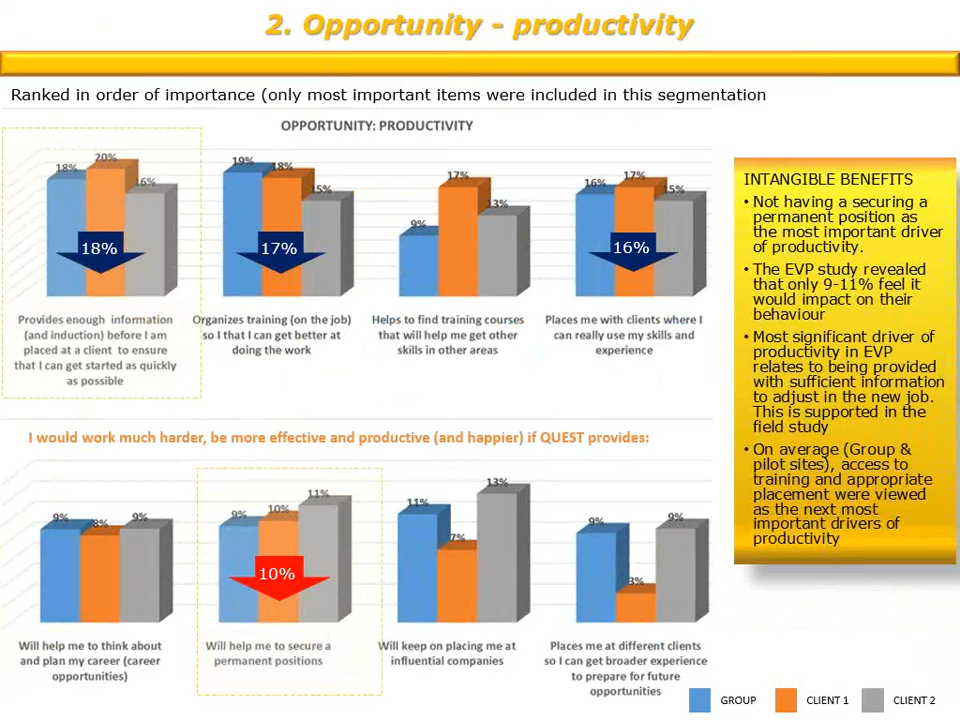 2. Opportunity - productivity
Ranked in order of importance (only most important items were included in this segmentation
OPPORTUNITY: PRODUCTIVITY
18%
20%
16%
18%
19%
18%
15%
17%
9%
17%
13%
16%
17%
15%
16%
Provides enough information
(and induction) before I am
placed at a client to ensure
that I can get started as quickly
as possible
Organizes training (on the job)
so I that I can get better at
doing the work
Helps to find training courses
that will help me get other
skills in other areas
Places me with clients where I
can really use my skills and
experience
I would work much harder, be more effective and productive (and happier) if QUEST provides:
9%
8%
9%
9%
10%
11%
10%
11%
7%
13%
9%
3%
9%
Will help me to think about
and plan my career (career
opportunities)
Will help me to secure a
permanent positions
Will keep on placing me at
influential companies
Places me at different clients
so I can get broader experience
to prepare for future
opportunities
GROUP
CLIENT 1
CLIENT 2
INTANGIBLE BENEFITS
• Not having a securing a
permanent position as
the most important driver
of productivity.
• The EVP study revealed
that only 9-11% feel it
would impact on their
behaviour
• Most significant driver of
productivity in EVP
relates to being provided
with sufficient information
to adjust in the new job.
This is supported in the
field study
• On average (Group &
pilot sites), access to
training and appropriate
placement were viewed
as the next most
important drivers of
productivity